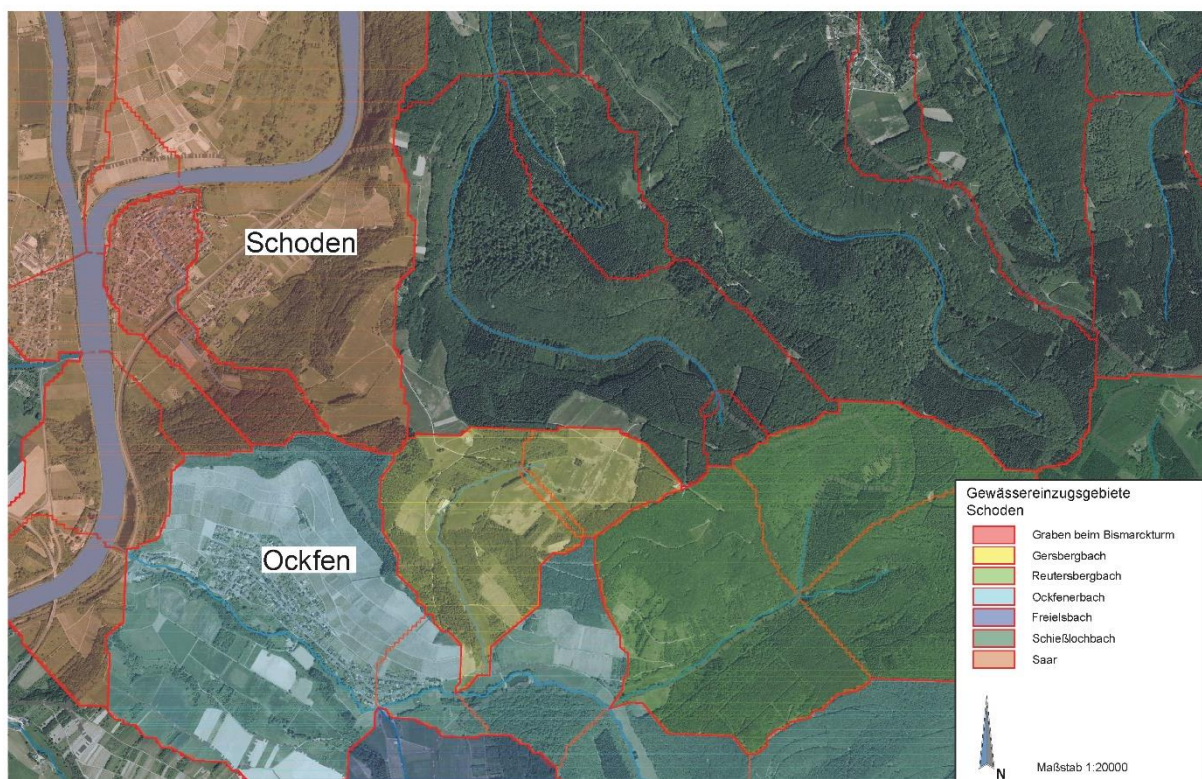 Schoden
Ockfen
Gewässereinzugsgebiete
Schoden
Graben beim Bismarckturm
Gersbergbach
Reutersbergbach
Ockfenerbach
Freielsbach
Schießlochbach
Saar
N
Maßstab 1:20000